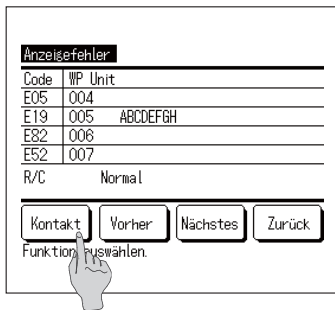 Anzeigefehler
Code WP Unit
E05 004
E19 005 ABCDEFGH
E82 006
E52 007
R/C Normal
Kontakt Vorher Nächstes Zurück
Funktion auswählen.